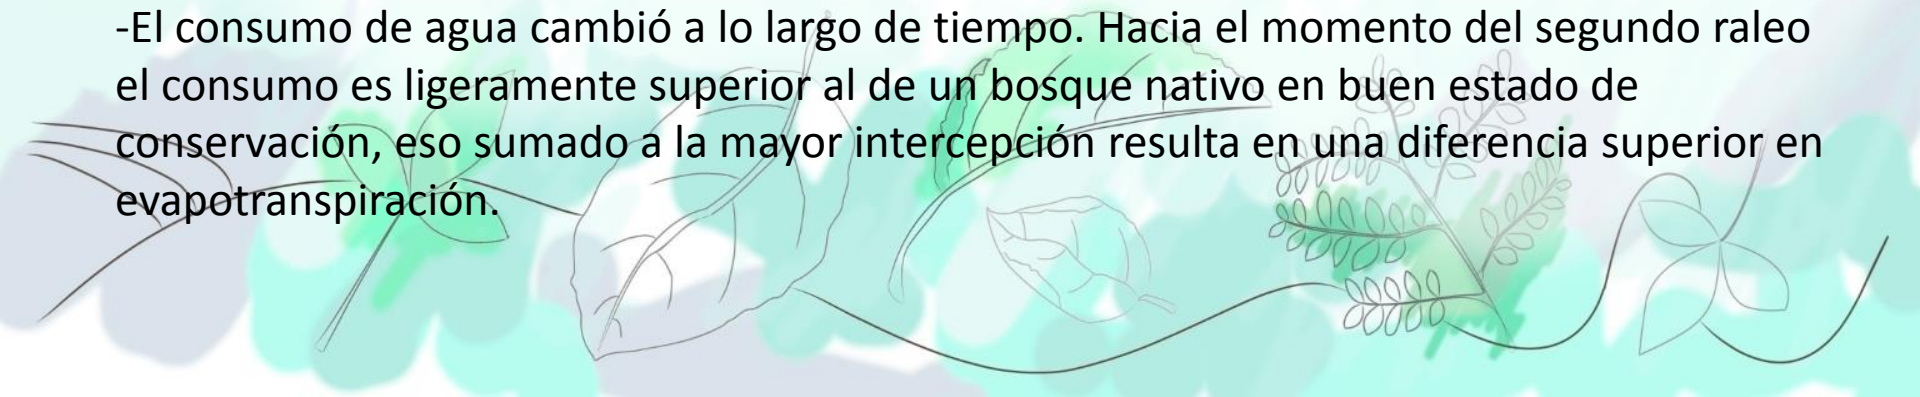 -El consumo de agua cambió a lo largo de tiempo. Hacia el momento del segundo raleo
el consumo es ligeramente superior al de un bosque nativo en buen estado de
conservación, eso sumado a la mayor intercepción resulta en una diferencia superior en
evapotranspiración.